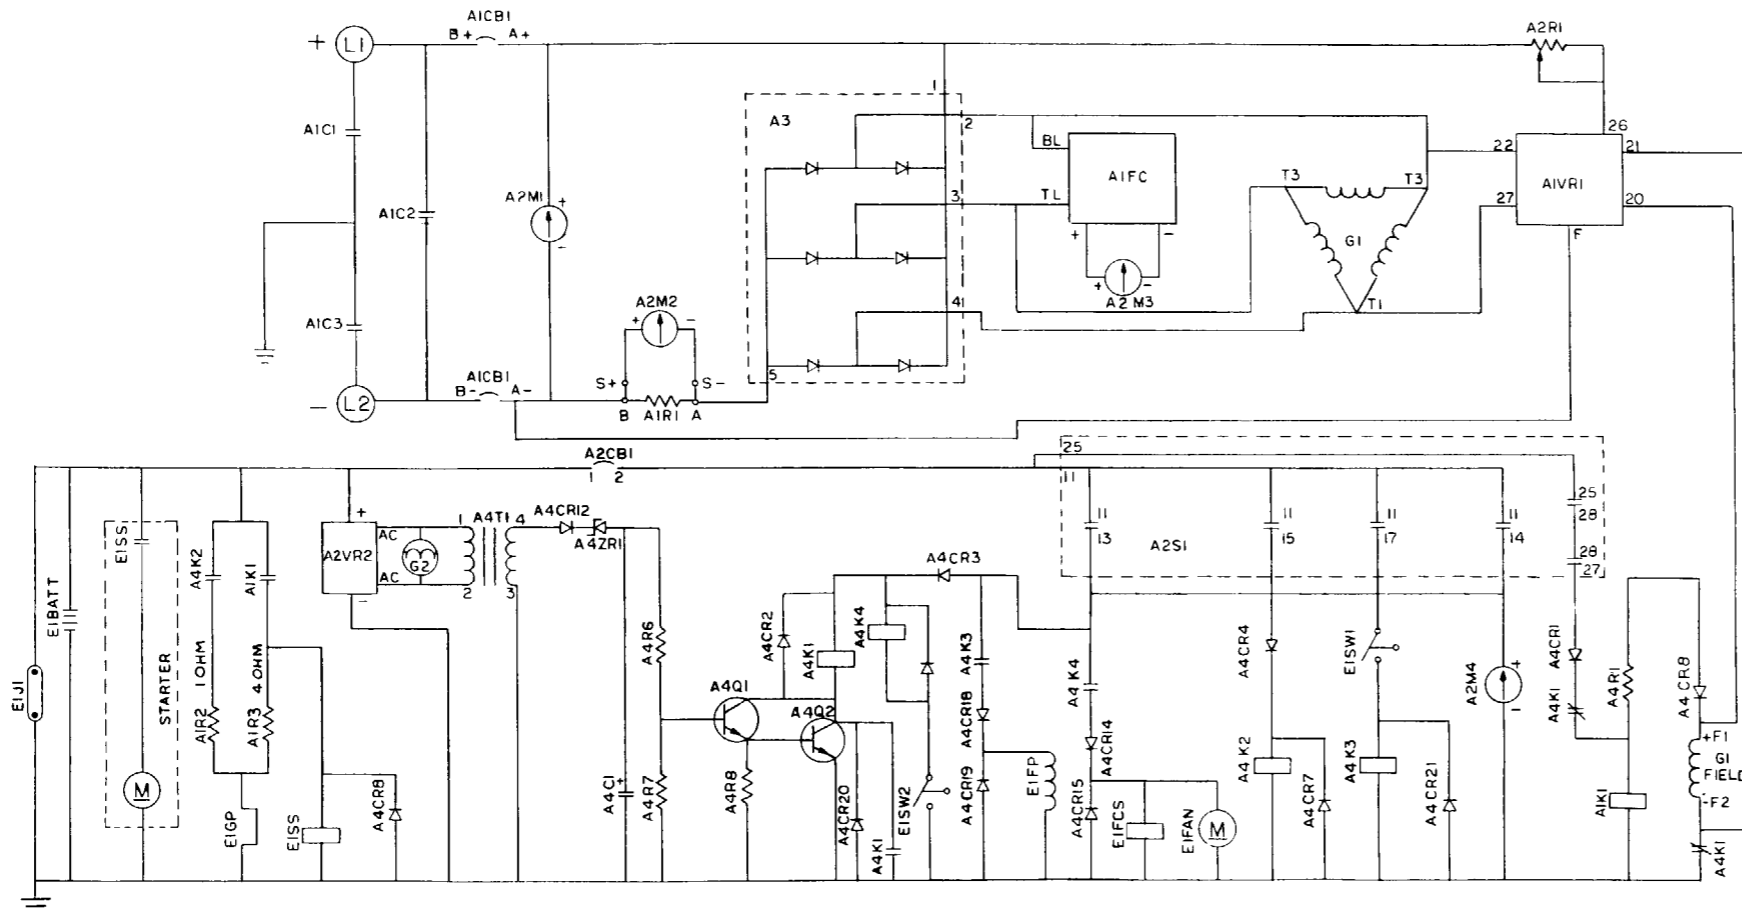 A1CB1
B+ A+
+ L1
A2R1
A1C1
A1C2
A2M1
+
-
A3
1
2
3
4
5
BL
TL
A1FC
+ -
+ -
A2 M3
T3 T3
G1
T1
22
27
26
21
20
F
A1VR1
A1C3
A2M2
+ -
S+ S-
B A1R1 A
A1CB1
B- A-
- L2
A2CB1
1 2
25
11
11
13
11
15
11
17
11
14
25
28
28
27
A2S1
E1J1
E1BATT
E1SS
STARTER
M
A4K2
A1K1
1 OHM
4 OHM
A1R2
A1R3
E1GP
E1SS
A4CR8
+
A2VR2
-
AC
AC
G2
1 A4T1 4
2 3
A4CR12
A4ZR1
A4C1
+
A4R6
A4R7
A4Q1
A4R8
A4CR2
A4K1
A4Q2
A4CR20
A4K1
A4K4
E1SW2
A4CR3
A4K3
A4CR18
A4CR19
E1FP
A4K4
A4CR14
A4CR15
E1FCS
E1FAN
M
A4CR4
A4K2
A4CR7
E1SW1
A4K3
A4CR21
A2M4
+
-
A4CR1
A4K1
A4R1
A1K1
A4CR8
+F1
G1
FIELD
-F2
A4K1